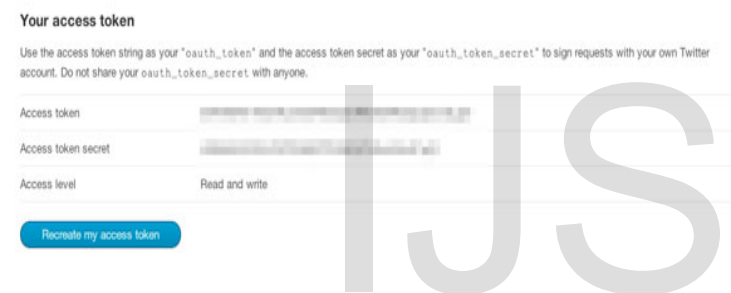 Your access token
Use the access token string as your "oauth_token" and the access token secret as your "oauth_token_secret" to sign requests with your own Twitter
account. Do not share your oauth_token_secret with anyone.
Access token
Access token secret
Access level Read and write
Recreate my access token
IJS